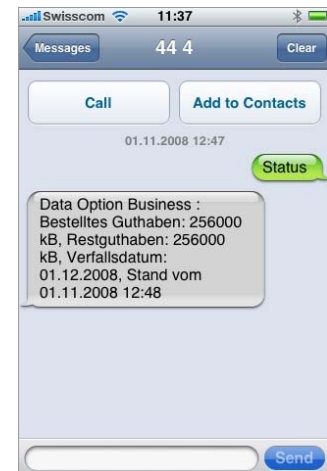 Swisscom 11:37
Messages 44 4 Clear
Call Add to Contacts
01.11.2008 12:47
Status
Data Option Business :
Bestelltes Guthaben: 256000
kB, Restguthaben: 256000
kB, Verfallsdatum:
01.12.2008, Stand vom
01.11.2008 12:48
Send